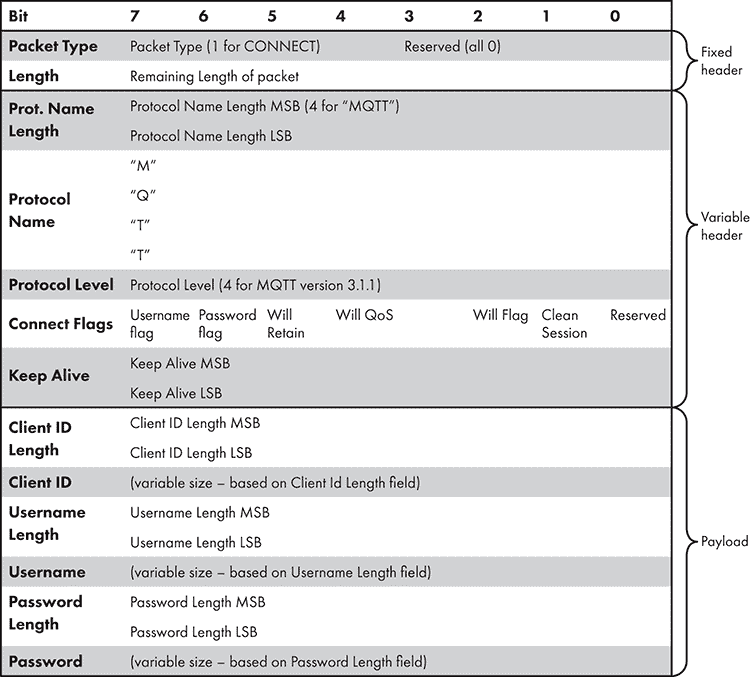 Bit 7 6 5 4 3 2 1 0
Packet Type Packet Type (1 for CONNECT) Reserved (all 0)
Length Remaining Length of packet
Fixed
header
Prot. Name
Length
Protocol Name Length MSB (4 for “MQTT”)
Protocol Name Length LSB
Protocol
Name
“M”
“Q”
“T”
“T”
Protocol Level Protocol Level (4 for MQTT version 3.1.1)
Connect Flags
Username
flag
Password
flag
Will
Retain
Will QoS
Will Flag
Clean
Session
Reserved
Keep Alive
Keep Alive MSB
Keep Alive LSB
Variable
header
Client ID
Length
Client ID Length MSB
Client ID Length LSB
Client ID (variable size – based on Client Id Length field)
Username
Length
Username Length MSB
Username Length LSB
Username (variable size – based on Username Length field)
Password
Length
Password Length MSB
Password Length LSB
Password (variable size – based on Password Length field)
Payload